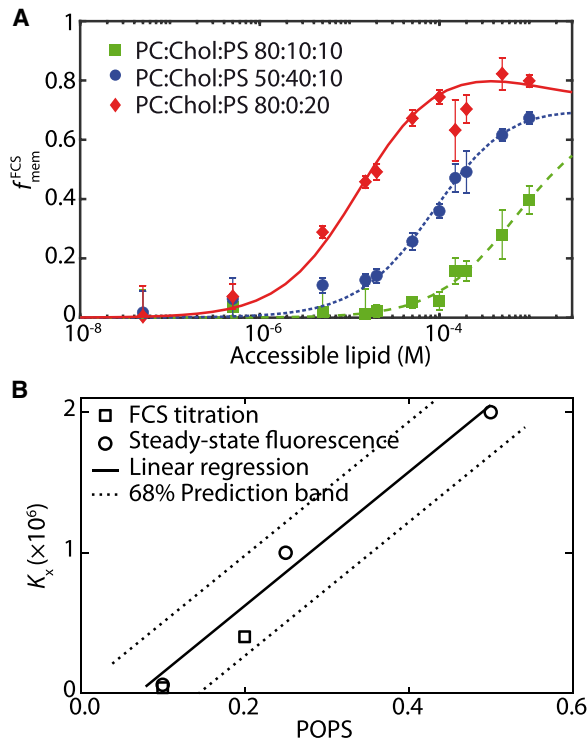 A
1
0.8
0.6
0.4
0.2
0
f^FCS_mem
PC:Chol:PS 80:10:10
PC:Chol:PS 50:40:10
PC:Chol:PS 80:0:20
10^-8
10^-6
10^-4
Accessible lipid (M)
B
2
1
0
K_x (×10^6)
FCS titration
Steady-state fluorescence
Linear regression
68% Prediction band
0.0
0.2
0.4
0.6
POPS